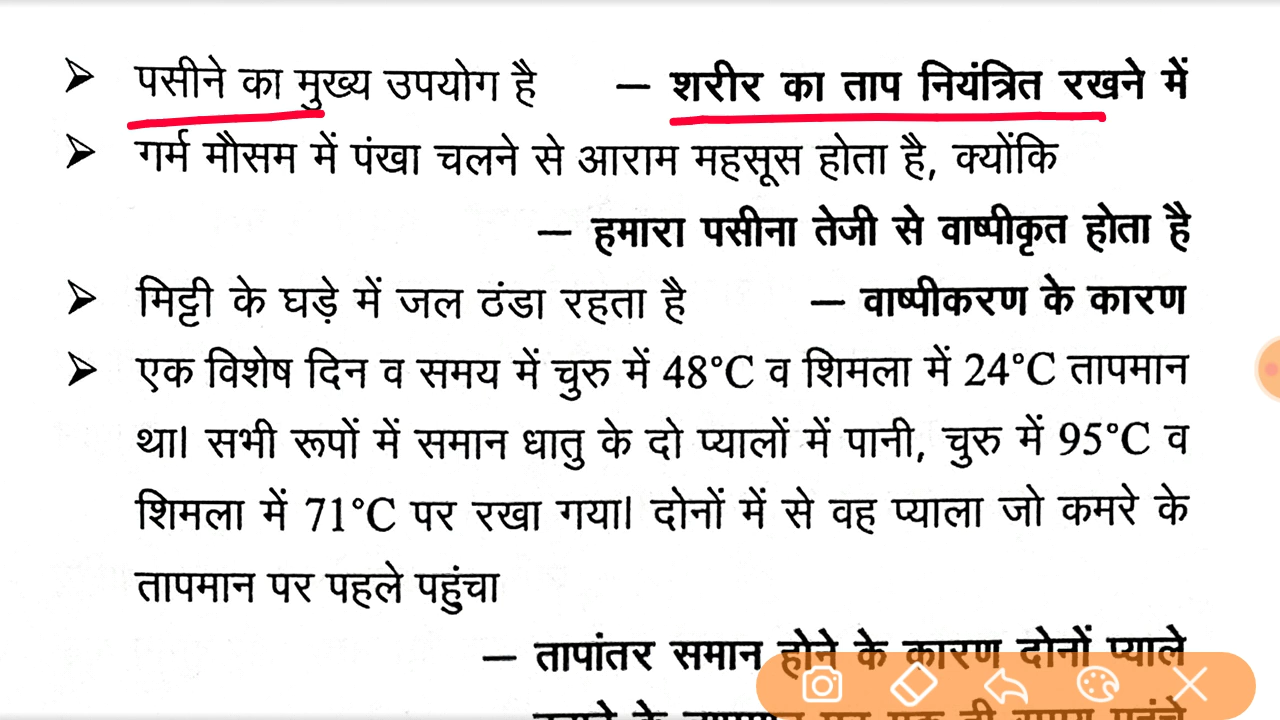 पसीने का मुख्य उपयोग है – शरीर का ताप नियंत्रित रखने में
गर्म मौसम में पंखा चलने से आराम महसूस होता है, क्योंकि
– हमारा पसीना तेजी से वाष्पीकृत होता है
मिट्टी के घड़े में जल ठंडा रहता है – वाष्पीकरण के कारण
एक विशेष दिन व समय में चुरु में 48°C व शिमला में 24°C तापमान
था। सभी रूपों में समान धातु के दो प्यालों में पानी, चुरु में 95°C व
शिमला में 71°C पर रखा गया। दोनों में से वह प्याला जो कमरे के
तापमान पर पहले पहुंचा
– तापांतर समान होने के कारण दोनों प्याले